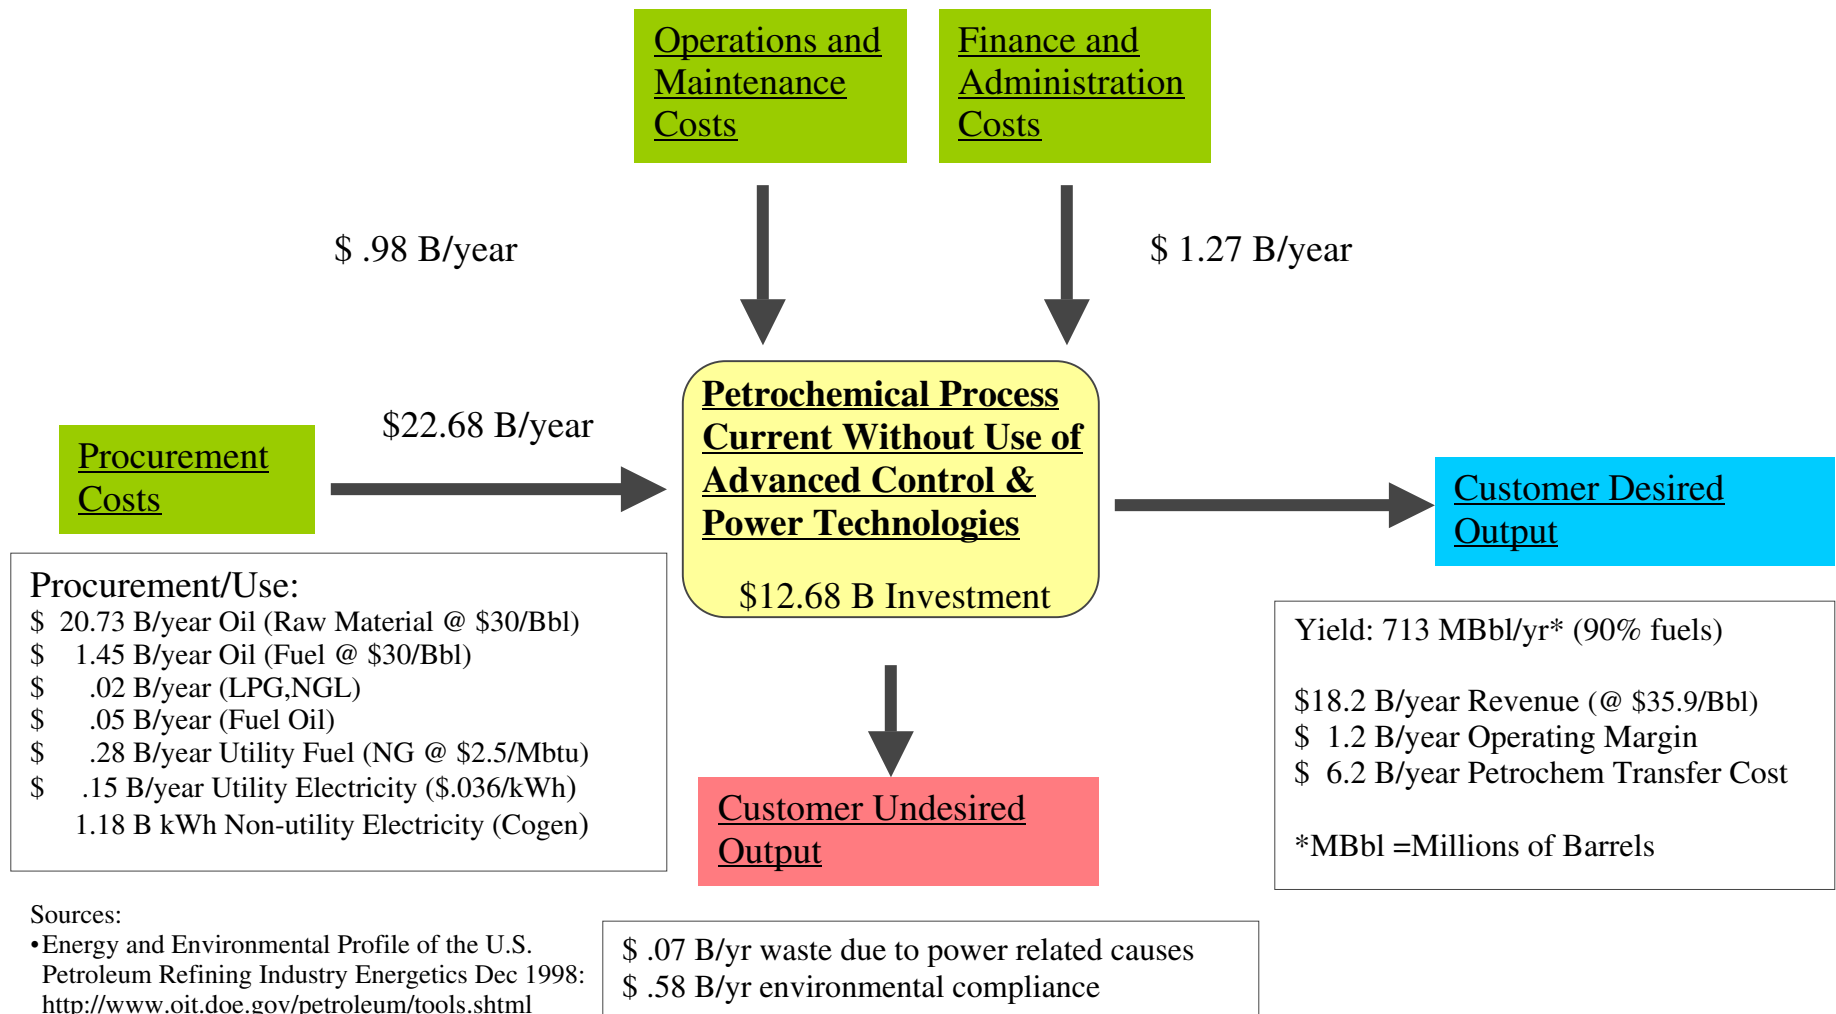 Operations and
Maintenance
Costs
Finance and
Administration
Costs
$ .98 B/year
$ 1.27 B/year
Procurement
Costs
$22.68 B/year
Petrochemical Process
Current Without Use of
Advanced Control &
Power Technologies
$12.68 B Investment
Customer Desired
Output
Procurement/Use:
$ 20.73 B/year Oil (Raw Material @ $30/Bbl)
$ 1.45 B/year Oil (Fuel @ $30/Bbl)
$ .02 B/year (LPG,NGL)
$ .05 B/year (Fuel Oil)
$ .28 B/year Utility Fuel (NG @ $2.5/Mbtu)
$ .15 B/year Utility Electricity ($.036/kWh)
1.18 B kWh Non-utility Electricity (Cogen)
Yield: 713 MBbl/yr* (90% fuels)
$18.2 B/year Revenue (@ $35.9/Bbl)
$ 1.2 B/year Operating Margin
$ 6.2 B/year Petrochem Transfer Cost
*MBbl =Millions of Barrels
Customer Undesired
Output
$ .07 B/yr waste due to power related causes
$ .58 B/yr environmental compliance
Sources:
•Energy and Environmental Profile of the U.S.
Petroleum Refining Industry Energetics Dec 1998:
http://www.oit.doe.gov/petroleum/tools.shtml